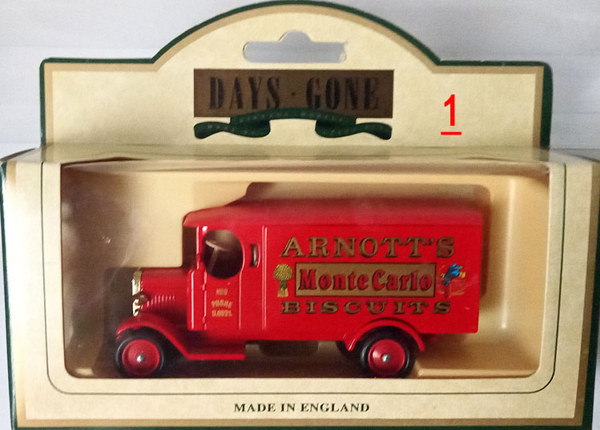 DAYS · GONE
1
ARNOTT'S
Monte Carlo
BISCUITS
MADE IN ENGLAND